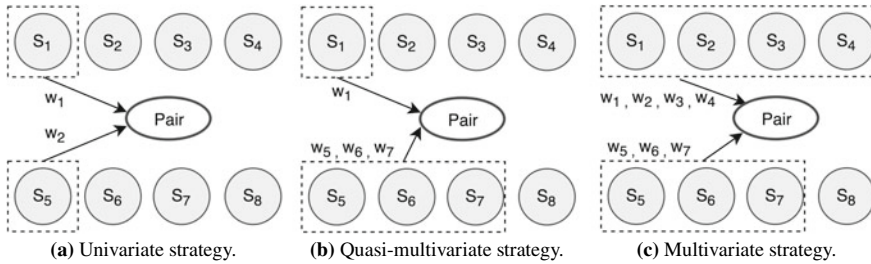 S₁ S₂ S₃ S₄ S₁ S₂ S₃ S₄ S₁ S₂ S₃ S₄
w₁ w₁ w₁ , w₂ , w₃ , w₄
Pair Pair Pair
w₂ w₅ , w₆ , w₇ w₅ , w₆ , w₇
S₅ S₆ S₇ S₈ S₅ S₆ S₇ S₈ S₅ S₆ S₇ S₈
(a) Univariate strategy. (b) Quasi-multivariate strategy. (c) Multivariate strategy.